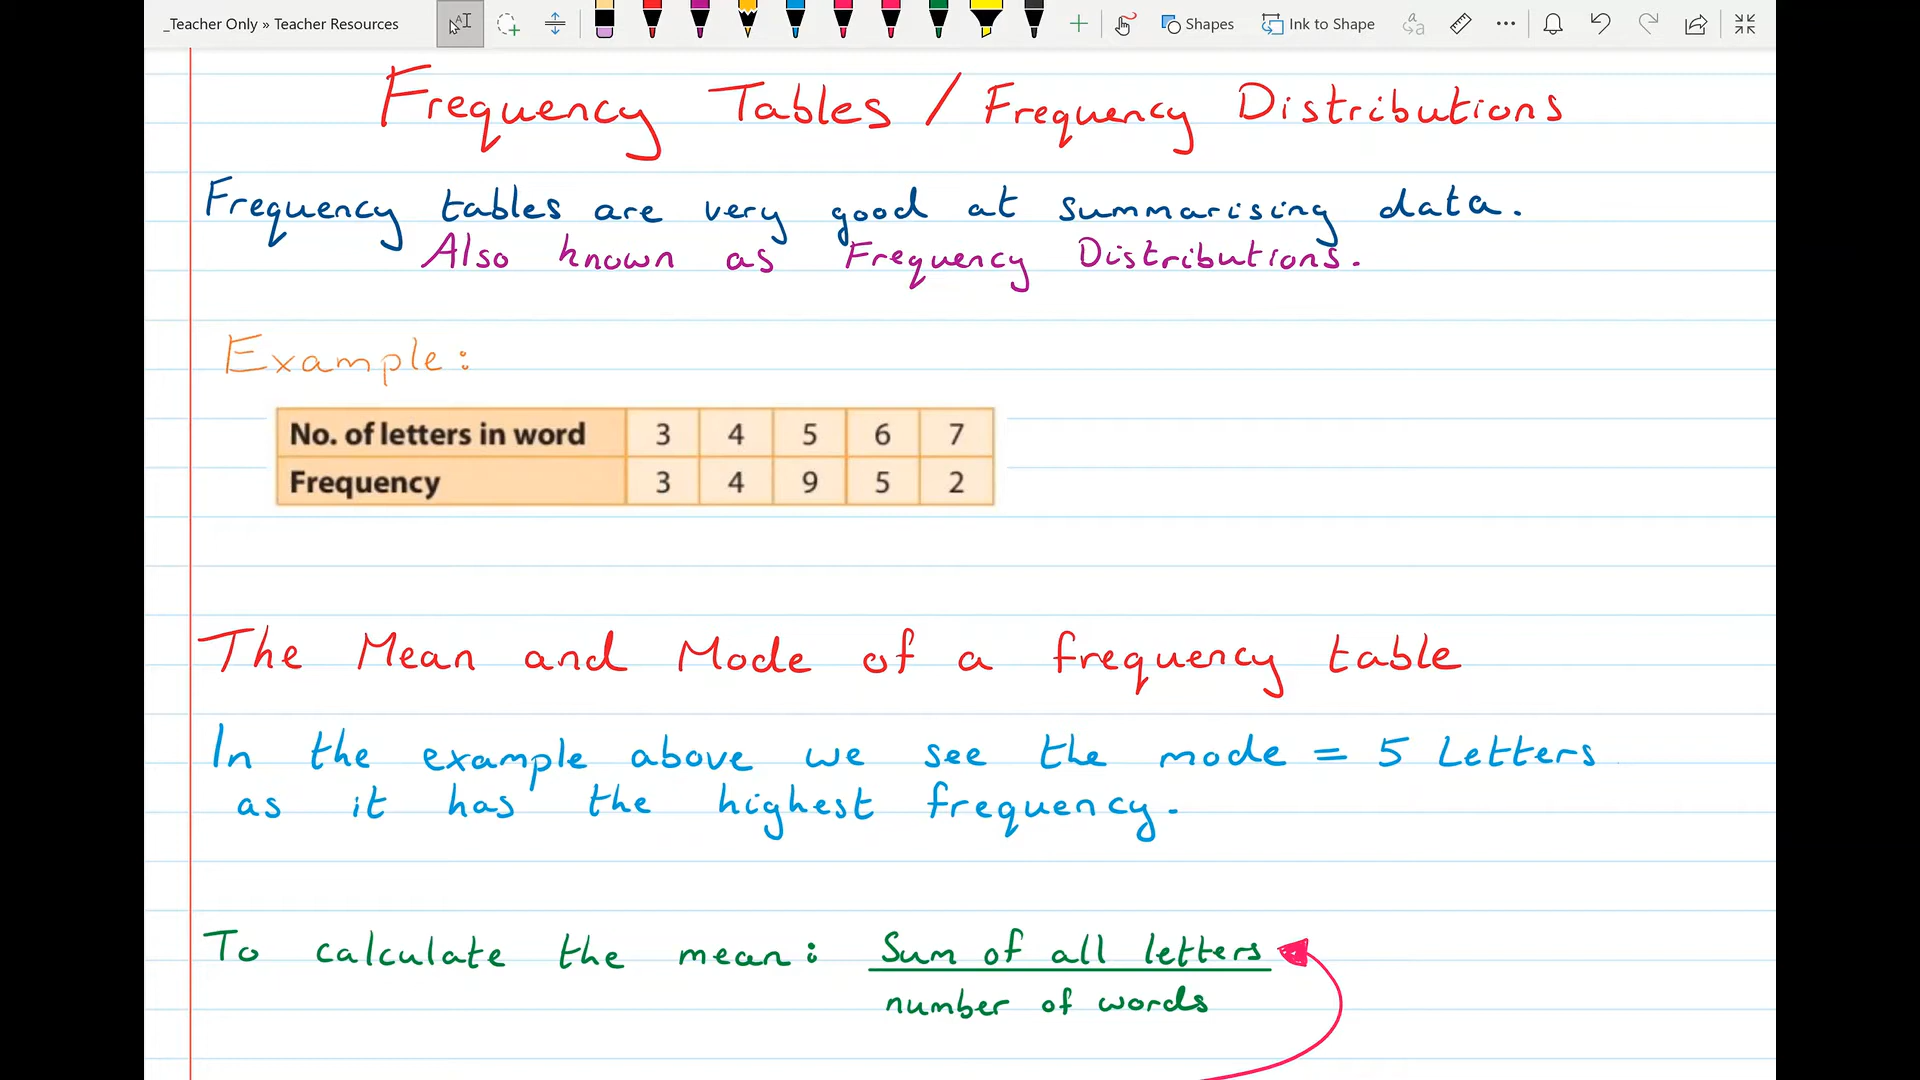 _Teacher Only » Teacher Resources Shapes Ink to Shape
Frequency Tables / Frequency Distributions
Frequency tables are very good at summarising data.
Also known as Frequency Distributions.
Example:
No. of letters in word 3 4 5 6 7
Frequency 3 4 9 5 2
The Mean and Mode of a frequency table
In the example above we see the mode = 5 Letters
as it has the highest frequency.
To calculate the mean: Sum of all letters
number of words